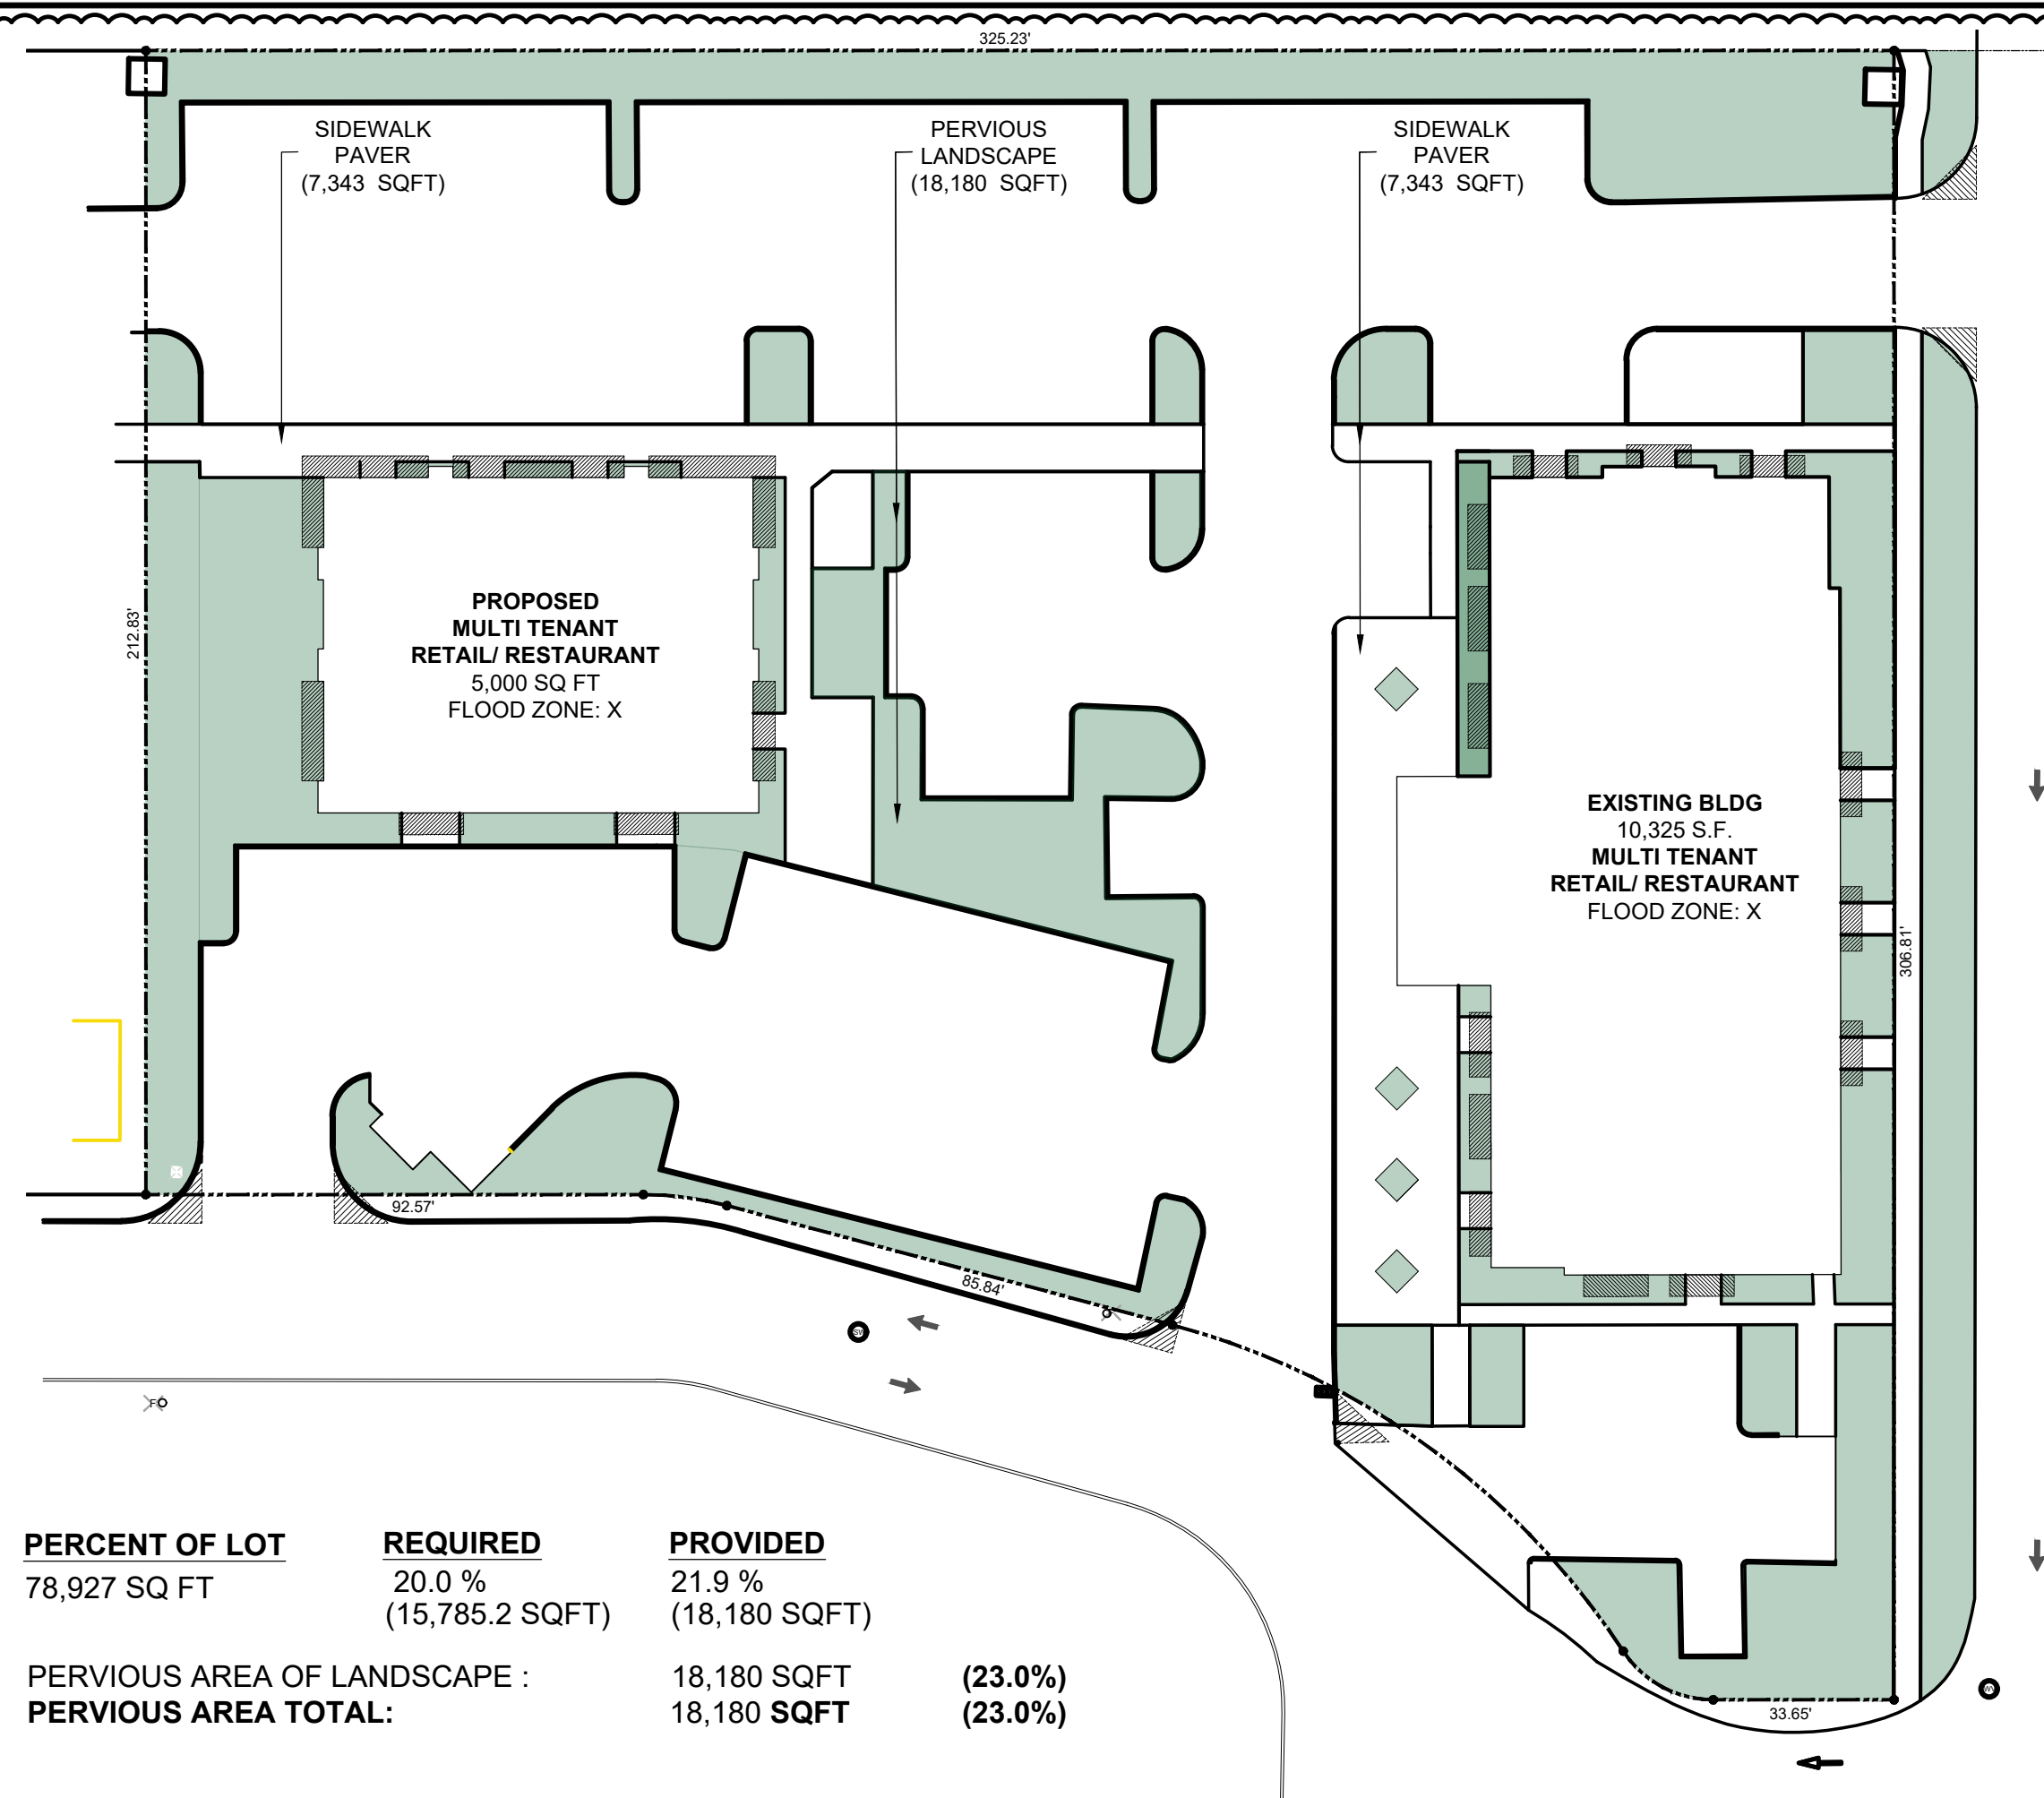 325.23'
SIDEWALK
PAVER
(7,343 SQFT)
PERVIOUS
LANDSCAPE
(18,180 SQFT)
SIDEWALK
PAVER
(7,343 SQFT)
212.83'
PROPOSED
MULTI TENANT
RETAIL/ RESTAURANT
5,000 SQ FT
FLOOD ZONE: X
EXISTING BLDG
10,325 S.F.
MULTI TENANT
RETAIL/ RESTAURANT
FLOOD ZONE: X
306.81'
92.57'
85.84'
33.65'
PERCENT OF LOT REQUIRED PROVIDED
78,927 SQ FT 20.0 % 21.9 %
(15,785.2 SQFT) (18,180 SQFT)
PERVIOUS AREA OF LANDSCAPE : 18,180 SQFT (23.0%)
PERVIOUS AREA TOTAL: 18,180 SQFT (23.0%)